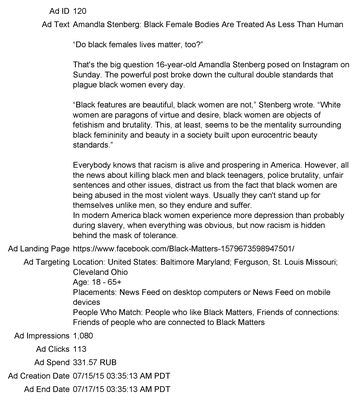 Ad ID 120
Ad Text Amandla Stenberg: Black Female Bodies Are Treated As Less Than Human
“Do black females lives matter, too?”
That's the big question 16-year-old Amandla Stenberg posed on Instagram on
Sunday. The powerful post broke down the cultural double standards that
plague black women every day.
“Black features are beautiful, black women are not,” Stenberg wrote. “White
women are paragons of virtue and desire, black women are objects of
fetishism and brutality. This, at least, seems to be the mentality surrounding
black femininity and beauty in a society built upon eurocentric beauty
standards.”
Everybody knows that racism is alive and prospering in America. However, all
the news about killing black men and black teenagers, police brutality, unfair
sentences and other issues, distract us from the fact that black women are
being abused in the most violent ways. Usually they can't stand up for
themselves unlike men, so they endure and suffer.
In modern America black women experience more depression than probably
during slavery, when everything was obvious, but now racism is hidden
behind the mask of tolerance.
Ad Landing Page https://www.facebook.com/Black-Matters-1579673598947501/
Ad Targeting Location: United States: Baltimore Maryland; Ferguson, St. Louis Missouri;
Cleveland Ohio
Age: 18 - 65+
Placements: News Feed on desktop computers or News Feed on mobile
devices
People Who Match: People who like Black Matters, Friends of connections:
Friends of people who are connected to Black Matters
Ad Impressions 1,080
Ad Clicks 113
Ad Spend 331.57 RUB
Ad Creation Date 07/15/15 03:35:13 AM PDT
Ad End Date 07/17/15 03:35:13 AM PDT